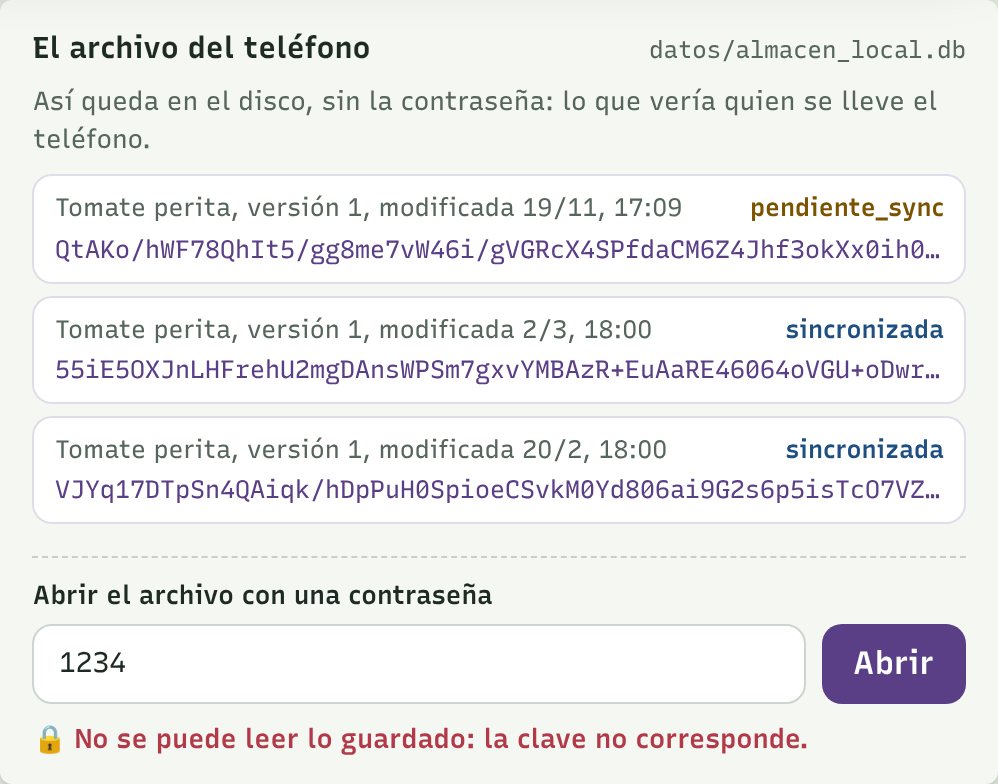 El archivo del teléfono
datos/almacen_local.db
Así queda en el disco, sin la contraseña: lo que vería quien se lleve el
teléfono.
Tomate perita, versión 1, modificada 19/11, 17:09
pendiente_sync
QtAKo/hWF78QhIt5/gg8me7vW46i/gVGRcX4SPfdaCM6Z4Jhf3okXx0ih0…
Tomate perita, versión 1, modificada 2/3, 18:00
sincronizada
55iE5OXJnLHFrehU2mgDAnsWPSm7gxvYMBAzR+EuAaRE46064oVGU+oDwr…
Tomate perita, versión 1, modificada 20/2, 18:00
sincronizada
VJYq17DTpSn4QAiqk/hDpPuH0SpioeCSvkM0Yd806ai9G2s6p5isTcO7VZ…
Abrir el archivo con una contraseña
1234
Abrir
No se puede leer lo guardado: la clave no corresponde.